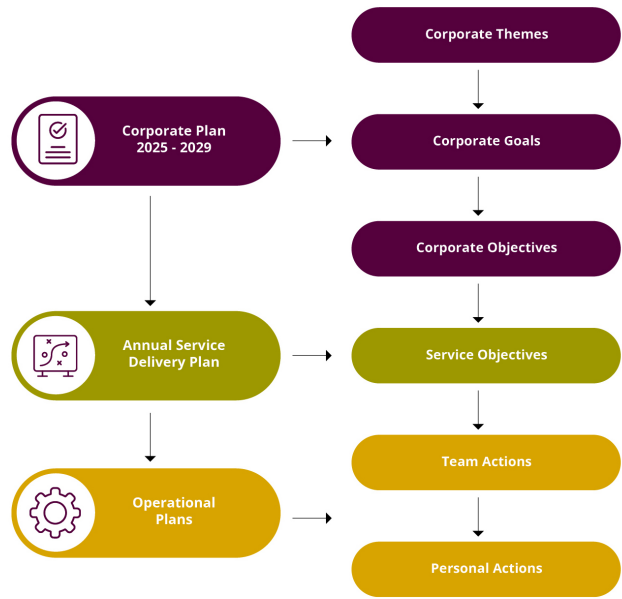 Corporate Themes
Corporate Plan
2025 - 2029
Corporate Goals
Corporate Objectives
Annual Service
Delivery Plan
Service Objectives
Team Actions
Operational
Plans
Personal Actions